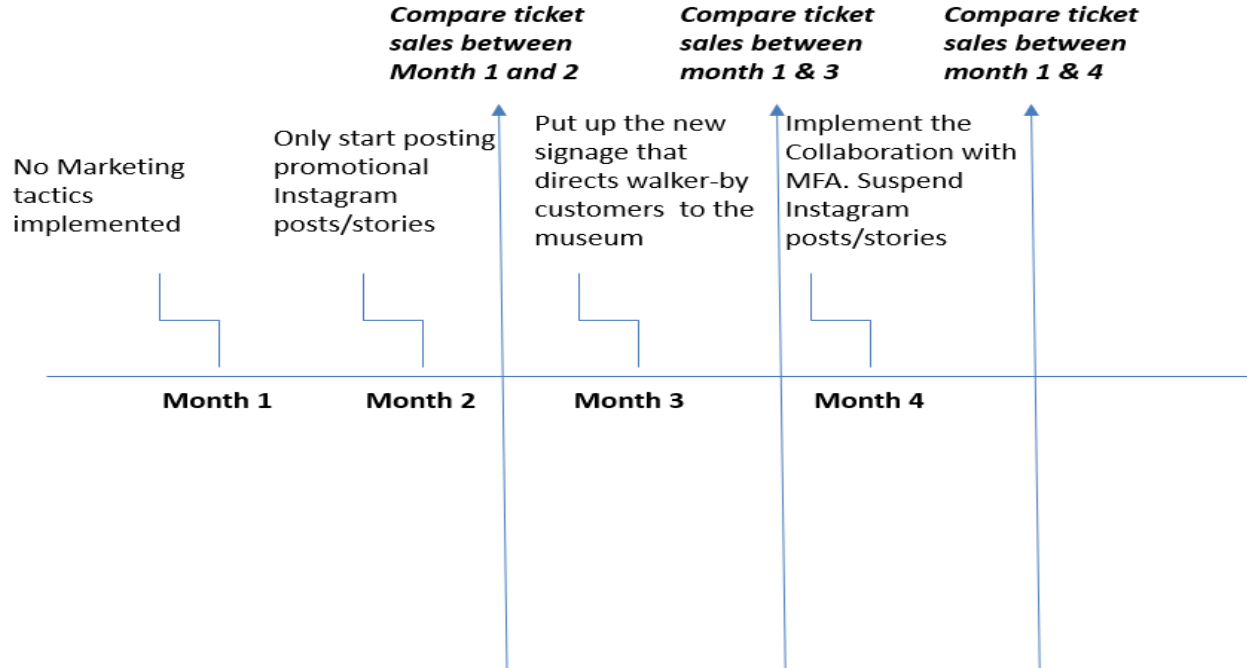 Compare ticket
sales between
Month 1 and 2
Compare ticket
sales between
month 1 & 3
Compare ticket
sales between
month 1 & 4
No Marketing
tactics
implemented
Only start posting
promotional
Instagram
posts/stories
Put up the new
signage that
directs walker-by
customers  to the
museum
Implement the
Collaboration with
MFA. Suspend
Instagram
posts/stories
Month 1
Month 2
Month 3
Month 4